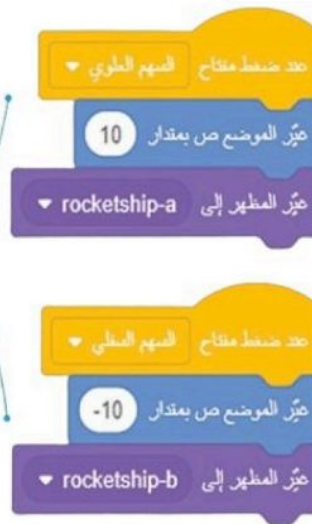 عند ضغط مفتاح السهم العلوي
غيّر الموضع ص بمقدار 10
غيّر المظهر إلى rocketship-a
عند ضغط مفتاح السهم السفلي
غيّر الموضع ص بمقدار -10
غيّر المظهر إلى rocketship-b